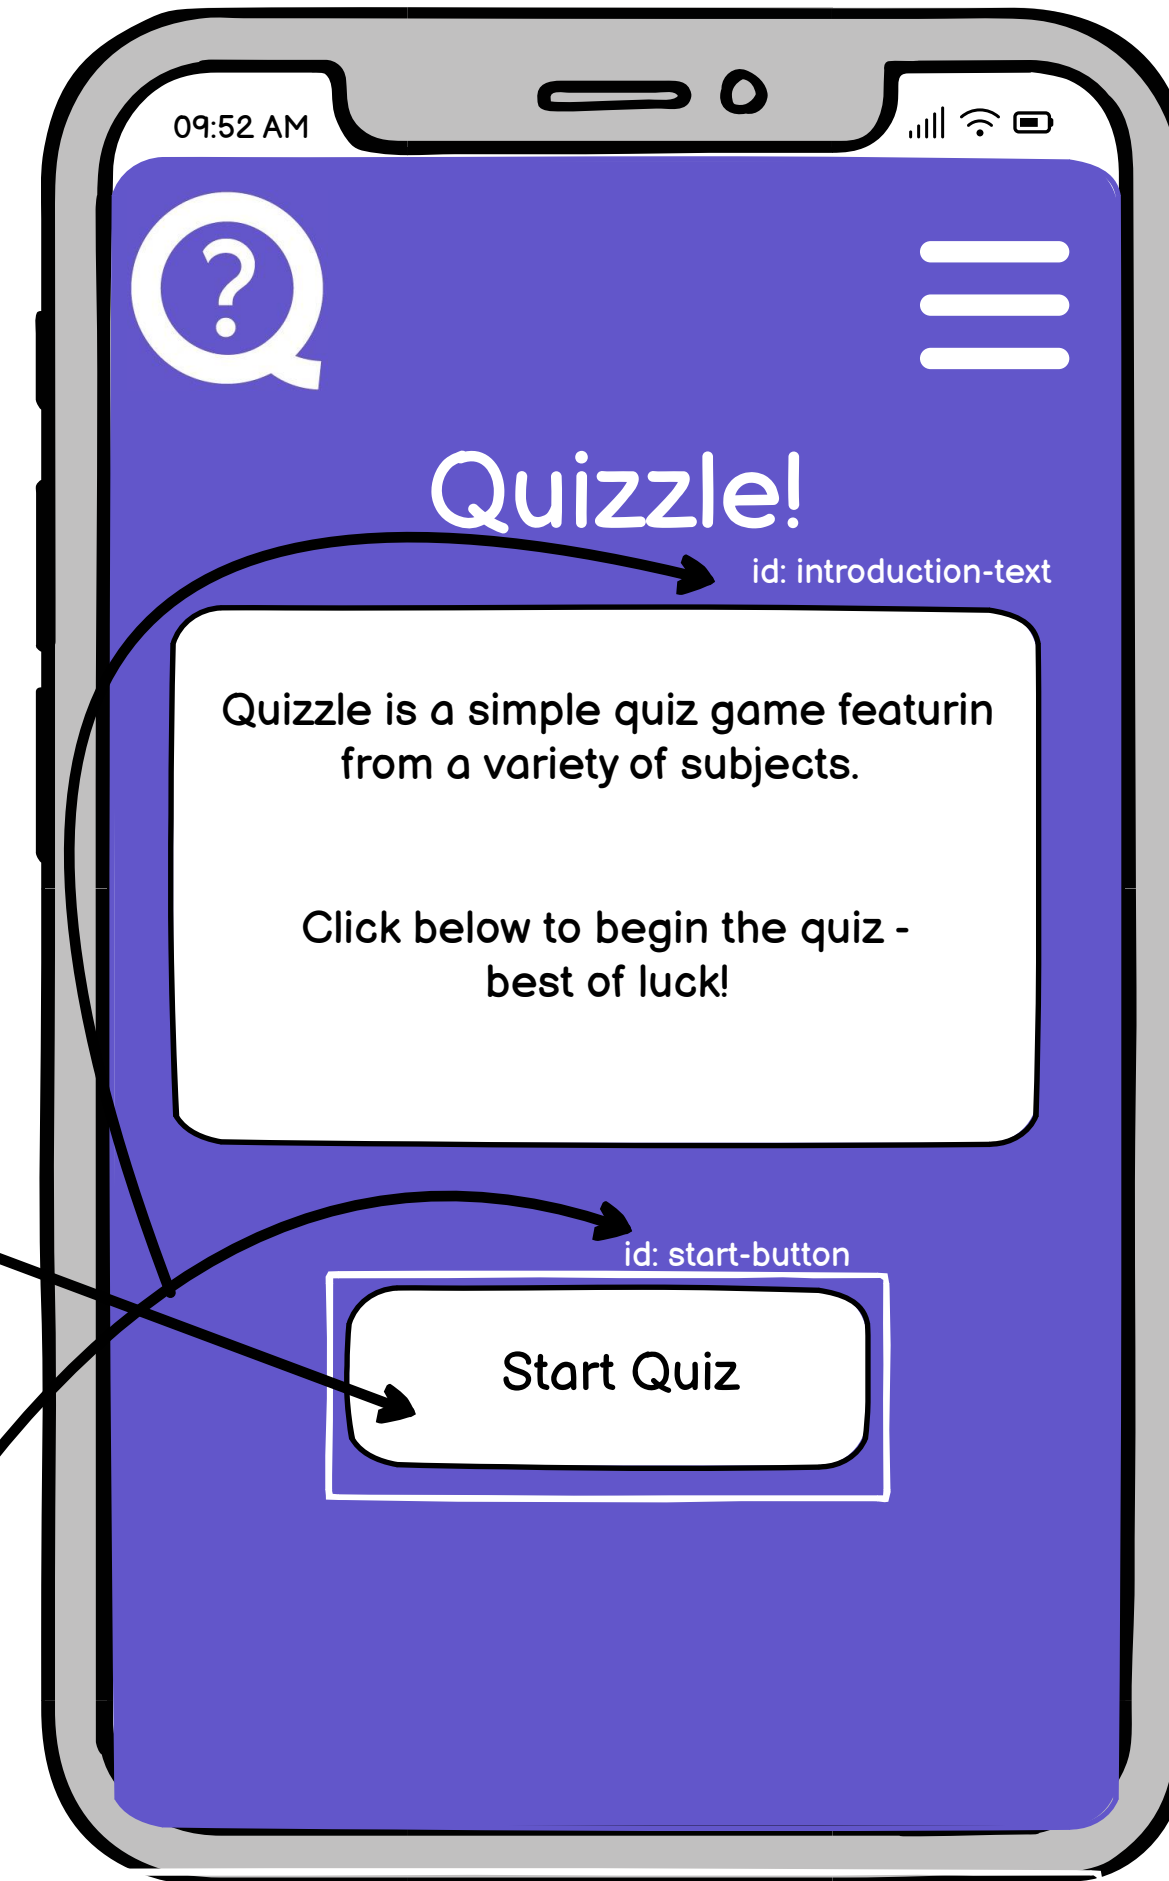 09:52 AM
Q?
Quizzle!
id: introduction-text
Quizzle is a simple quiz game featurin
from a variety of subjects.
Click below to begin the quiz -
best of luck!
id: start-button
Start Quiz